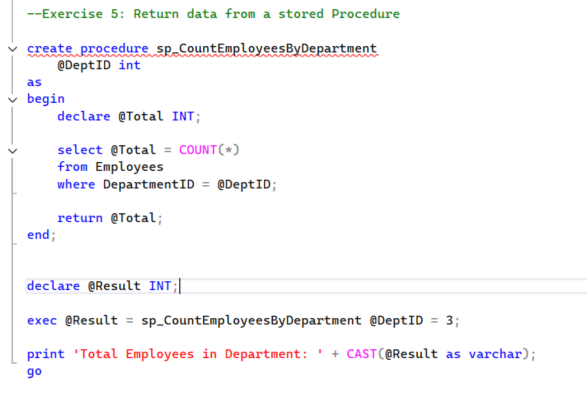 --Exercise 5: Return data from a stored Procedure
create procedure sp_CountEmployeesByDepartment
@DeptID int
as
begin
declare @Total INT;
select @Total = COUNT(*)
from Employees
where DepartmentID = @DeptID;
return @Total;
end;
declare @Result INT;
exec @Result = sp_CountEmployeesByDepartment @DeptID = 3;
print 'Total Employees in Department: ' + CAST(@Result as varchar);
go